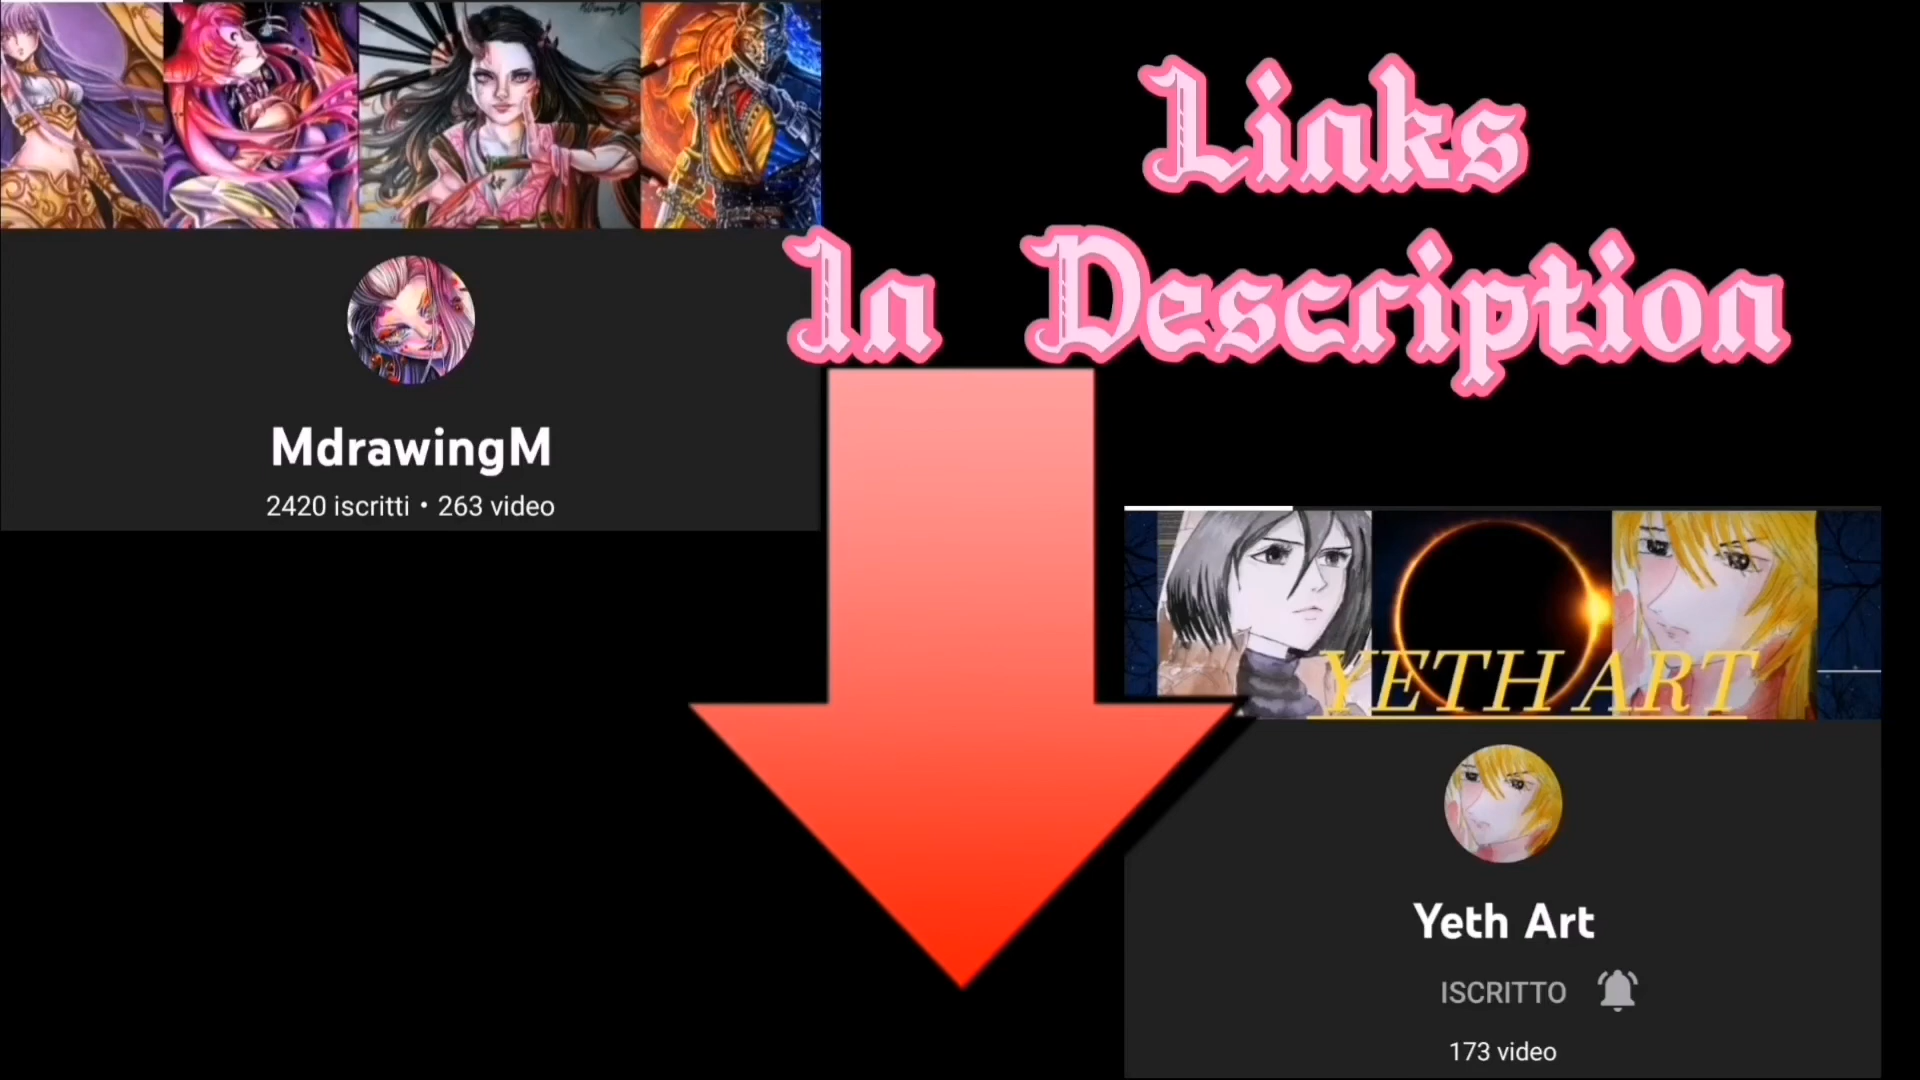 Links
In Description
MdrawingM
2420 iscritti • 263 video
YETH ART
Yeth Art
ISCRITTO
173 video